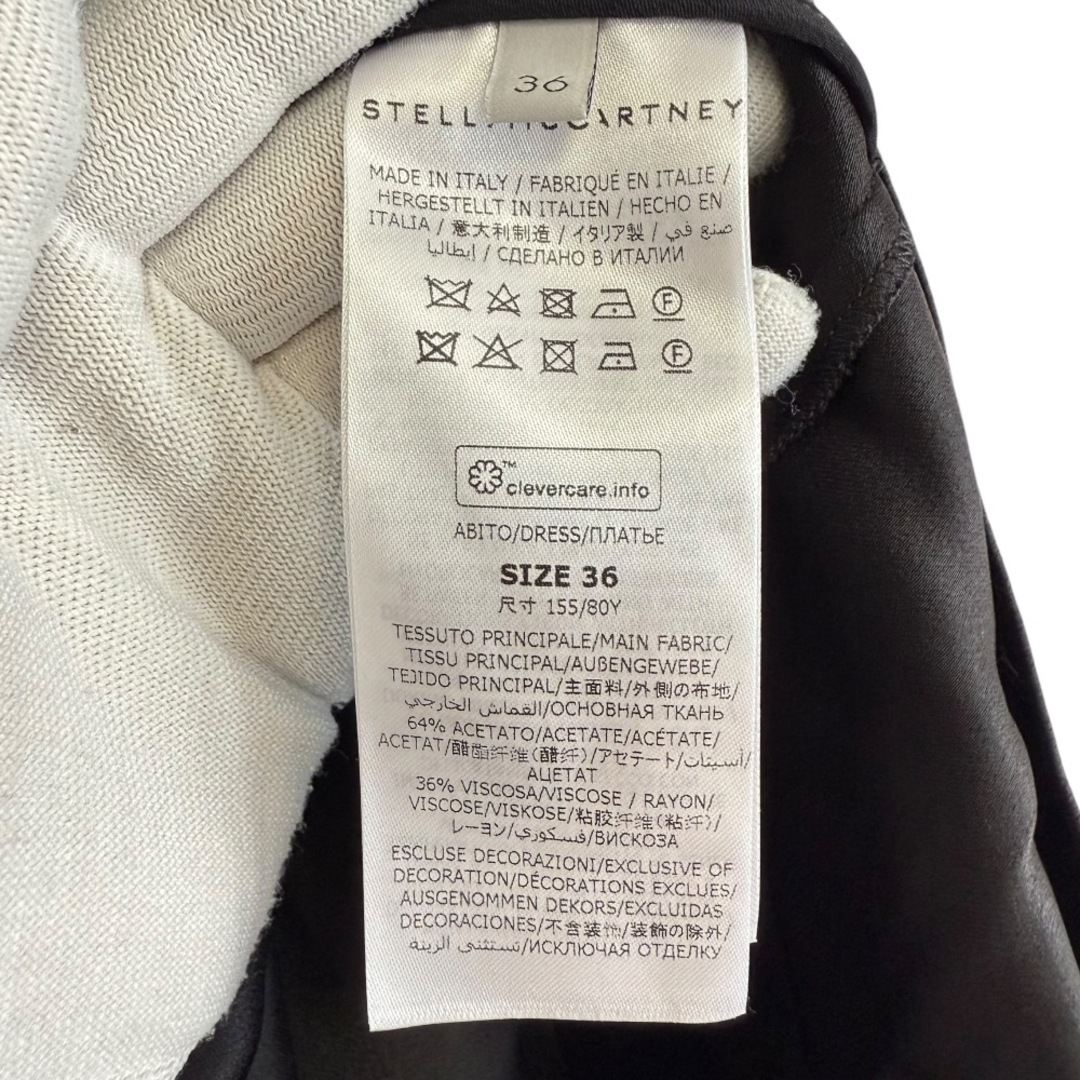 36
STELLA McCARTNEY
MADE IN ITALY / FABRIQUÉ EN ITALIE /
HERGESTELLT IN ITALIEN / HECHO EN
ITALIA / 意大利制造 / イタリア製 / صنع في
إيطاليا / СДЕЛАНО В ИТАЛИИ
F
F
™
clevercare.info
ABITO/DRESS/ПЛАТЬЕ
SIZE 36
尺寸 155/80Y
TESSUTO PRINCIPALE/MAIN FABRIC/
TISSU PRINCIPAL/AUßENGEWEBE/
TEJIDO PRINCIPAL/主面料/外側の布地/
القماش الخارجي/ОСНОВНАЯ ТКАНЬ
64% ACETATO/ACETATE/ACÉTATE/
ACETAT/醋酯纤维(醋纤)/アセテート/أسيتات/
АЦЕТАТ
36% VISCOSA/VISCOSE / RAYON/
VISCOSE/VISKOSE/粘胶纤维(粘纤)/
レーヨン/فسكوزي/ВИСКОЗА
ESCLUSE DECORAZIONI/EXCLUSIVE OF
DECORATION/DÉCORATIONS EXCLUES/
AUSGENOMMEN DEKORS/EXCLUIDAS
DECORACIONES/不含装饰/装飾の除外/
تستثنى الزينة/ИСКЛЮЧАЯ ОТДЕЛКУ